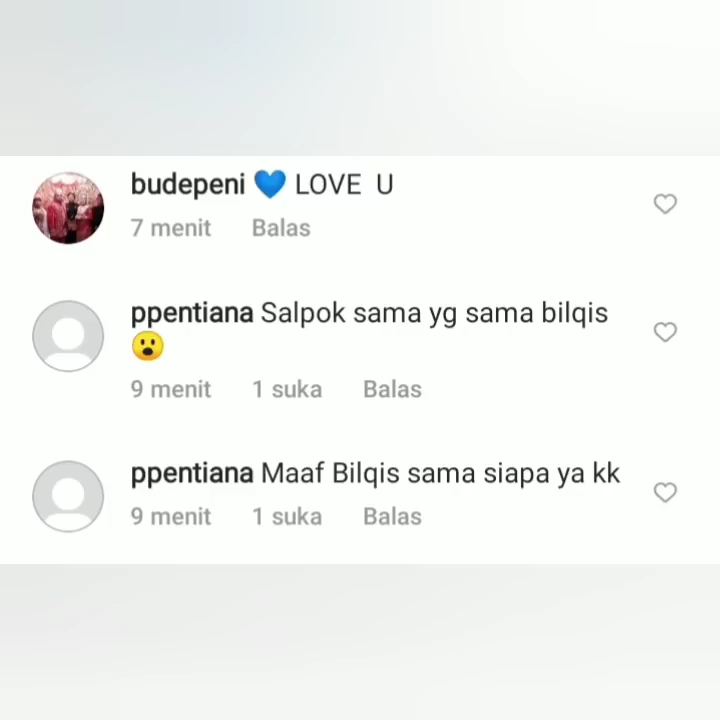 budepeni 💙 LOVE U
7 menit Balas
ppentiana Salpok sama yg sama bilqis
😮
9 menit 1 suka Balas
ppentiana Maaf Bilqis sama siapa ya kk
9 menit 1 suka Balas